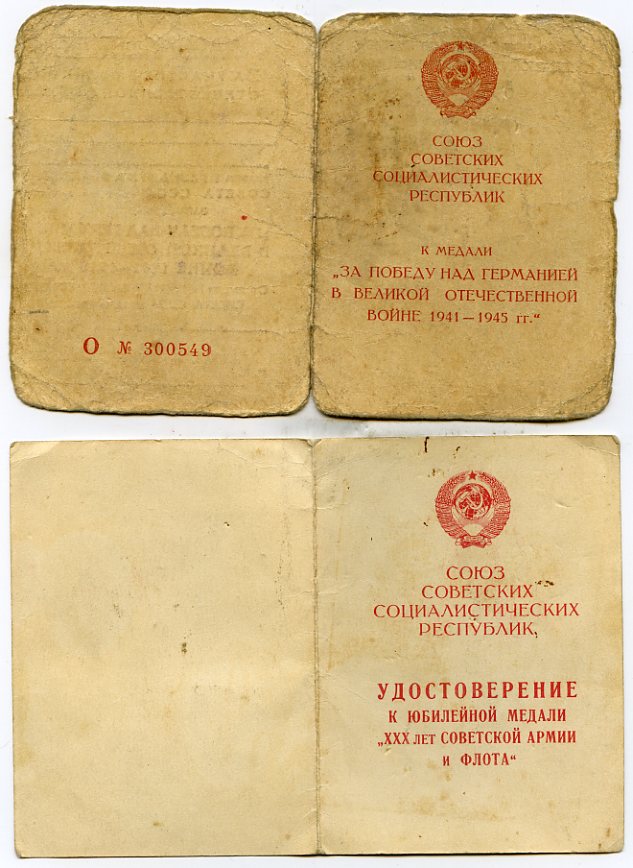 О № 300549
СОЮЗ
СОВЕТСКИХ
СОЦИАЛИСТИЧЕСКИХ
РЕСПУБЛИК
К МЕДАЛИ
„ЗА ПОБЕДУ НАД ГЕРМАНИЕЙ
В ВЕЛИКОЙ ОТЕЧЕСТВЕННОЙ
ВОЙНЕ 1941—1945 гг.“
СОЮЗ
СОВЕТСКИХ
СОЦИАЛИСТИЧЕСКИХ
РЕСПУБЛИК
УДОСТОВЕРЕНИЕ
К ЮБИЛЕЙНОЙ МЕДАЛИ
„XXX ЛЕТ СОВЕТСКОЙ АРМИИ
И ФЛОТА“